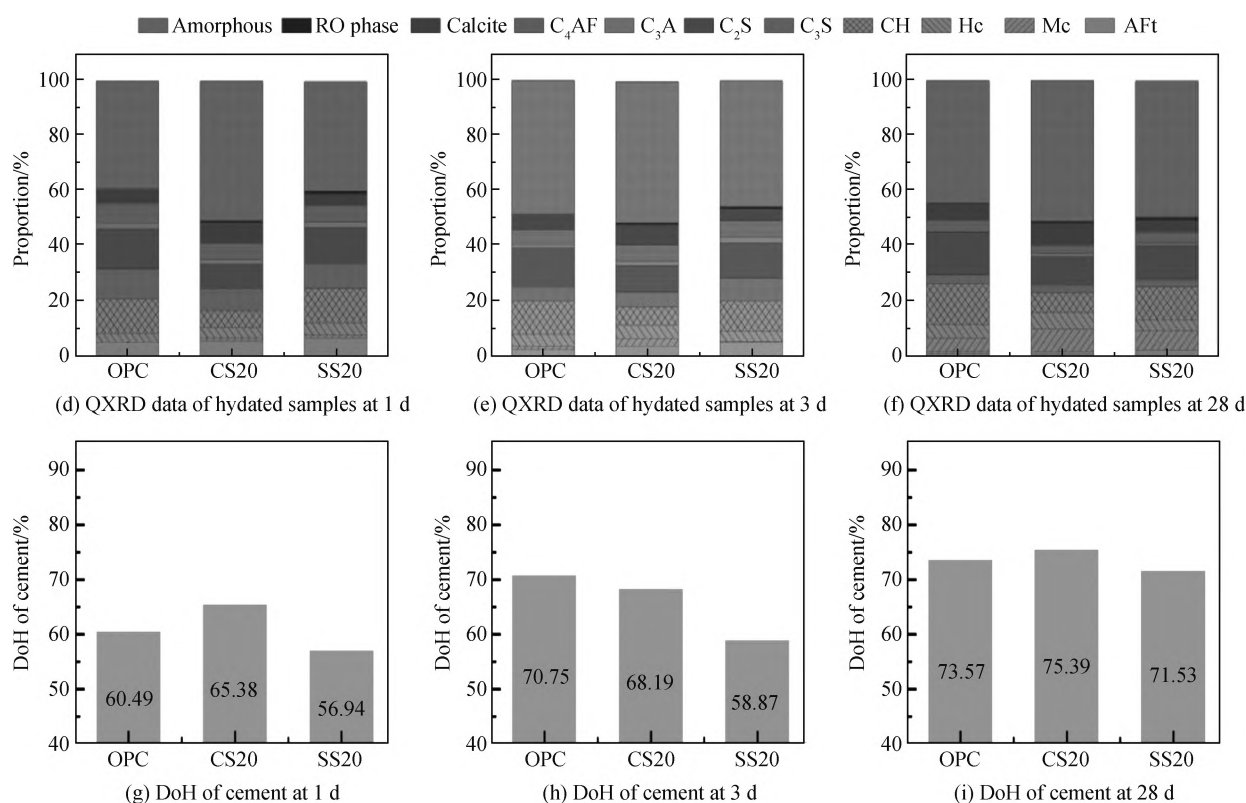 Amorphous RO phase Calcite C₄AF C₃A C₂S C₃S CH Hc Mc AFt
Proportion/%
100
80
60
40
20
0
OPC CS20 SS20
(d) QXRD data of hydated samples at 1 d
Proportion/%
100
80
60
40
20
0
OPC CS20 SS20
(e) QXRD data of hydated samples at 3 d
Proportion/%
100
80
60
40
20
0
OPC CS20 SS20
(f) QXRD data of hydated samples at 28 d
DoH of cement/%
90
80
70
60
50
40
60.49 65.38 56.94
OPC CS20 SS20
(g) DoH of cement at 1 d
DoH of cement/%
90
80
70
60
50
40
70.75 68.19 58.87
OPC CS20 SS20
(h) DoH of cement at 3 d
DoH of cement/%
90
80
70
60
50
40
73.57 75.39 71.53
OPC CS20 SS20
(i) DoH of cement at 28 d